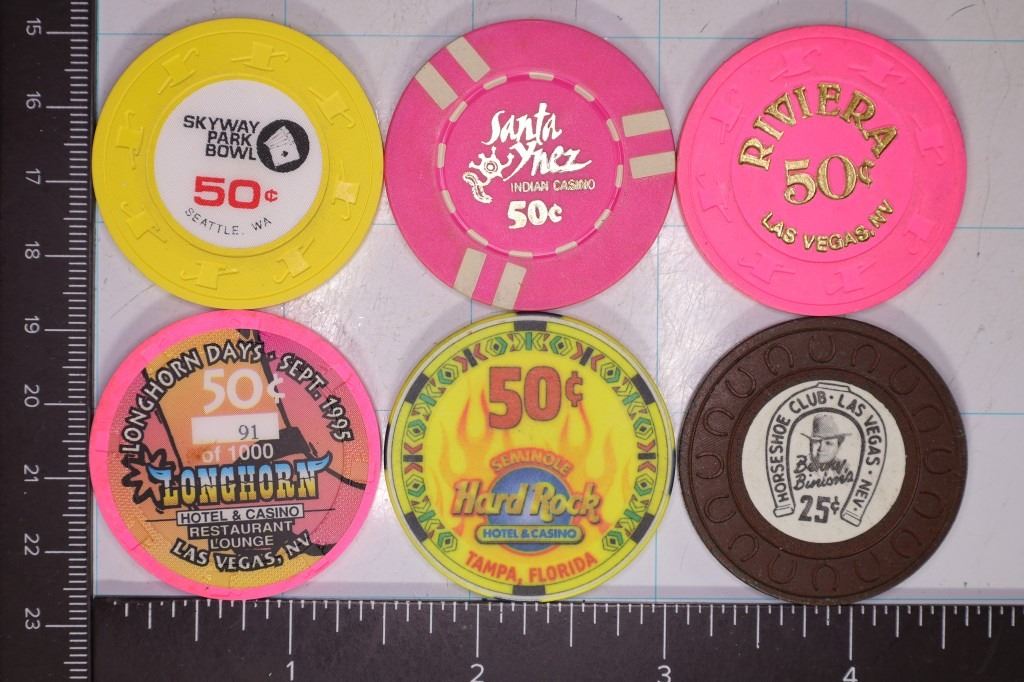 SKYWAY
PARK
BOWL
50¢
SEATTLE, WA
Santa
Ynez
INDIAN CASINO
50¢
RIVIERA
50¢
LAS VEGAS, NV
LONGHORN DAYS · SEPT. 1995
50¢
91
of 1000
LONGHORN
HOTEL & CASINO
RESTAURANT
LOUNGE
LAS VEGAS, NV
50¢
SEMINOLE
Hard Rock
HOTEL & CASINO
TAMPA, FLORIDA
HORSESHOE CLUB · LAS VEGAS · NEV.
Benny
Binion's
25¢
15
16
17
18
19
20
21
22
23
1
2
3
4